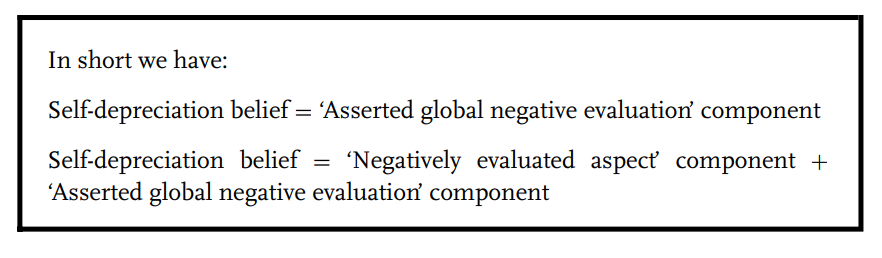 In short we have:
Self-depreciation belief = ‘Asserted global negative evaluation’ component
Self-depreciation belief = ‘Negatively evaluated aspect’ component +
‘Asserted global negative evaluation’ component